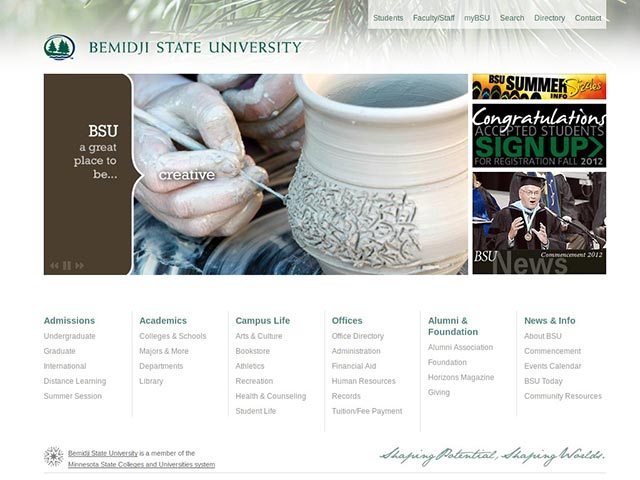 Students Faculty/Staff myBSU Search Directory Contact
BEMIDJI STATE UNIVERSITY
BSU
a great
place to
be...
creative
BSU SUMMER
INFO
Congratulations
ACCEPTED STUDENTS
SIGN UP>
FOR REGISTRATION FALL 2012
BSU Commencement 2012
News
Admissions
Undergraduate
Graduate
International
Distance Learning
Summer Session
Academics
Colleges & Schools
Majors & More
Departments
Library
Campus Life
Arts & Culture
Bookstore
Athletics
Recreation
Health & Counseling
Student Life
Offices
Office Directory
Administration
Financial Aid
Human Resources
Records
Tuition/Fee Payment
Alumni &
Foundation
Alumni Association
Foundation
Horizons Magazine
Giving
News & Info
About BSU
Commencement
Events Calendar
BSU Today
Community Resources
Bemidji State University is a member of the
Minnesota State Colleges and Universities system
Shaping Potential, Shaping Worlds.